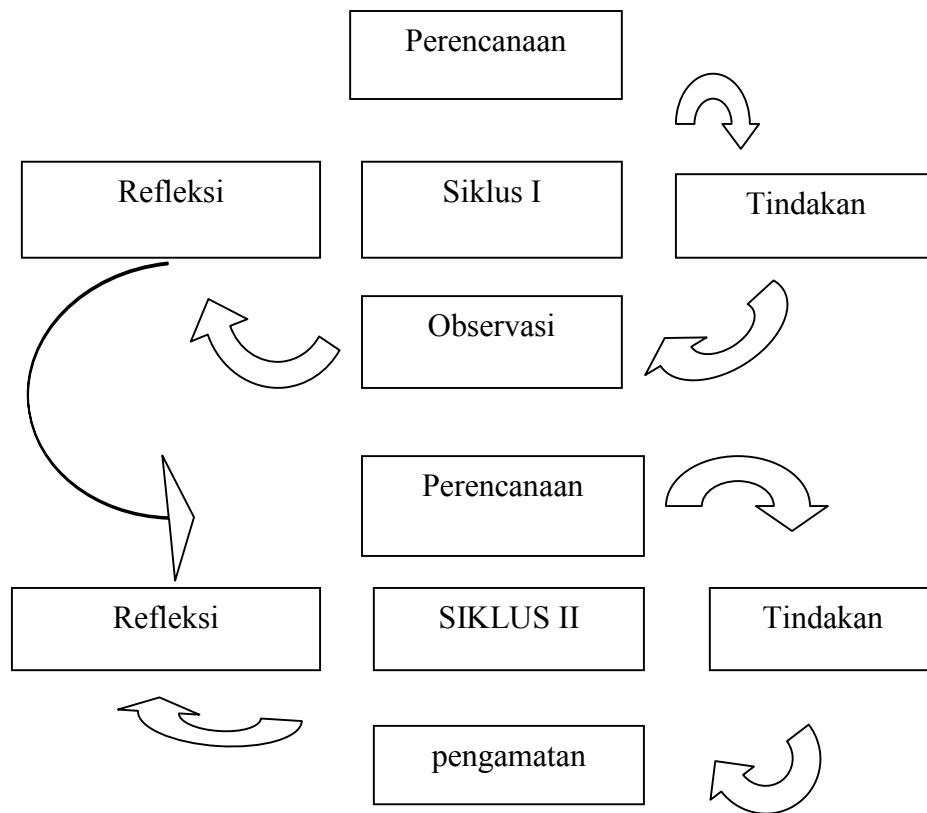 Perencanaan
Refleksi
Siklus I
Tindakan
Observasi
Perencanaan
Refleksi
SIKLUS II
Tindakan
pengamatan